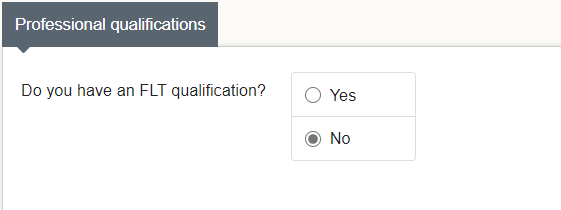 Professional qualifications
Do you have an FLT qualification?
Yes
No